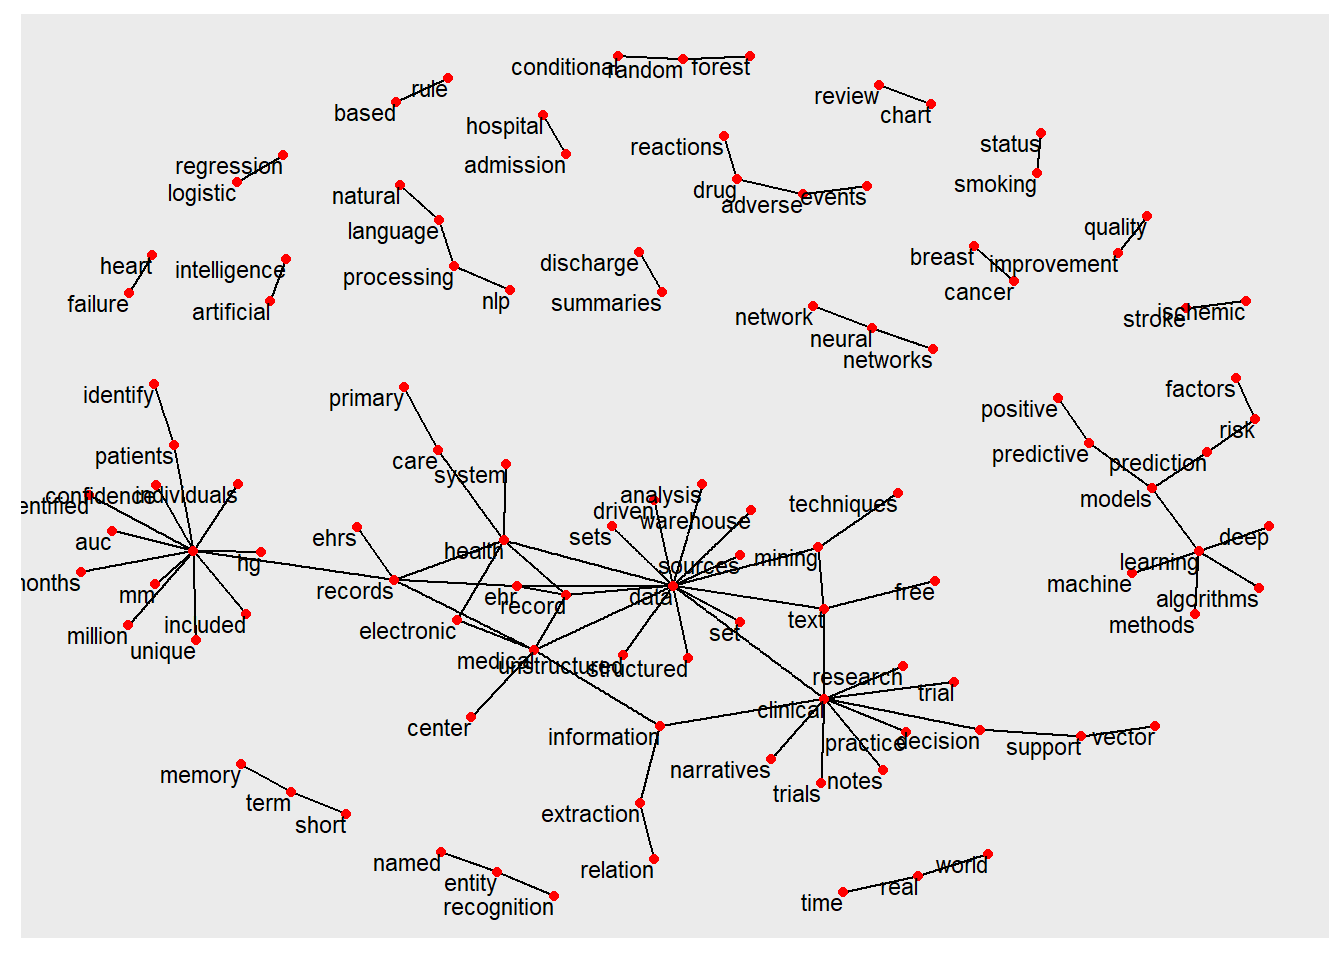 conditional
random
forest
rule
based
review
chart
hospital
admission
reactions
drug
adverse
events
status
smoking
regression
logistic
natural
language
processing
nlp
quality
improvement
breast
cancer
heart
failure
intelligence
artificial
discharge
summaries
network
neural
networks
ischemic
stroke
identify
patients
primary
care
system
positive
predictive
factors
risk
prediction
models
confidence
individuals
entified
auc
months
hg
mm
million
included
unique
ehrs
records
health
electronic
ehr
record
medical
center
analysis
driven
warehouse
sets
sources
data
set
unstructured
structured
techniques
mining
free
text
deep
learning
machine
algorithms
methods
research
trial
clinical
practice
decision
support
vector
narratives
trials
notes
information
extraction
relation
memory
term
short
named
entity
recognition
world
real
time